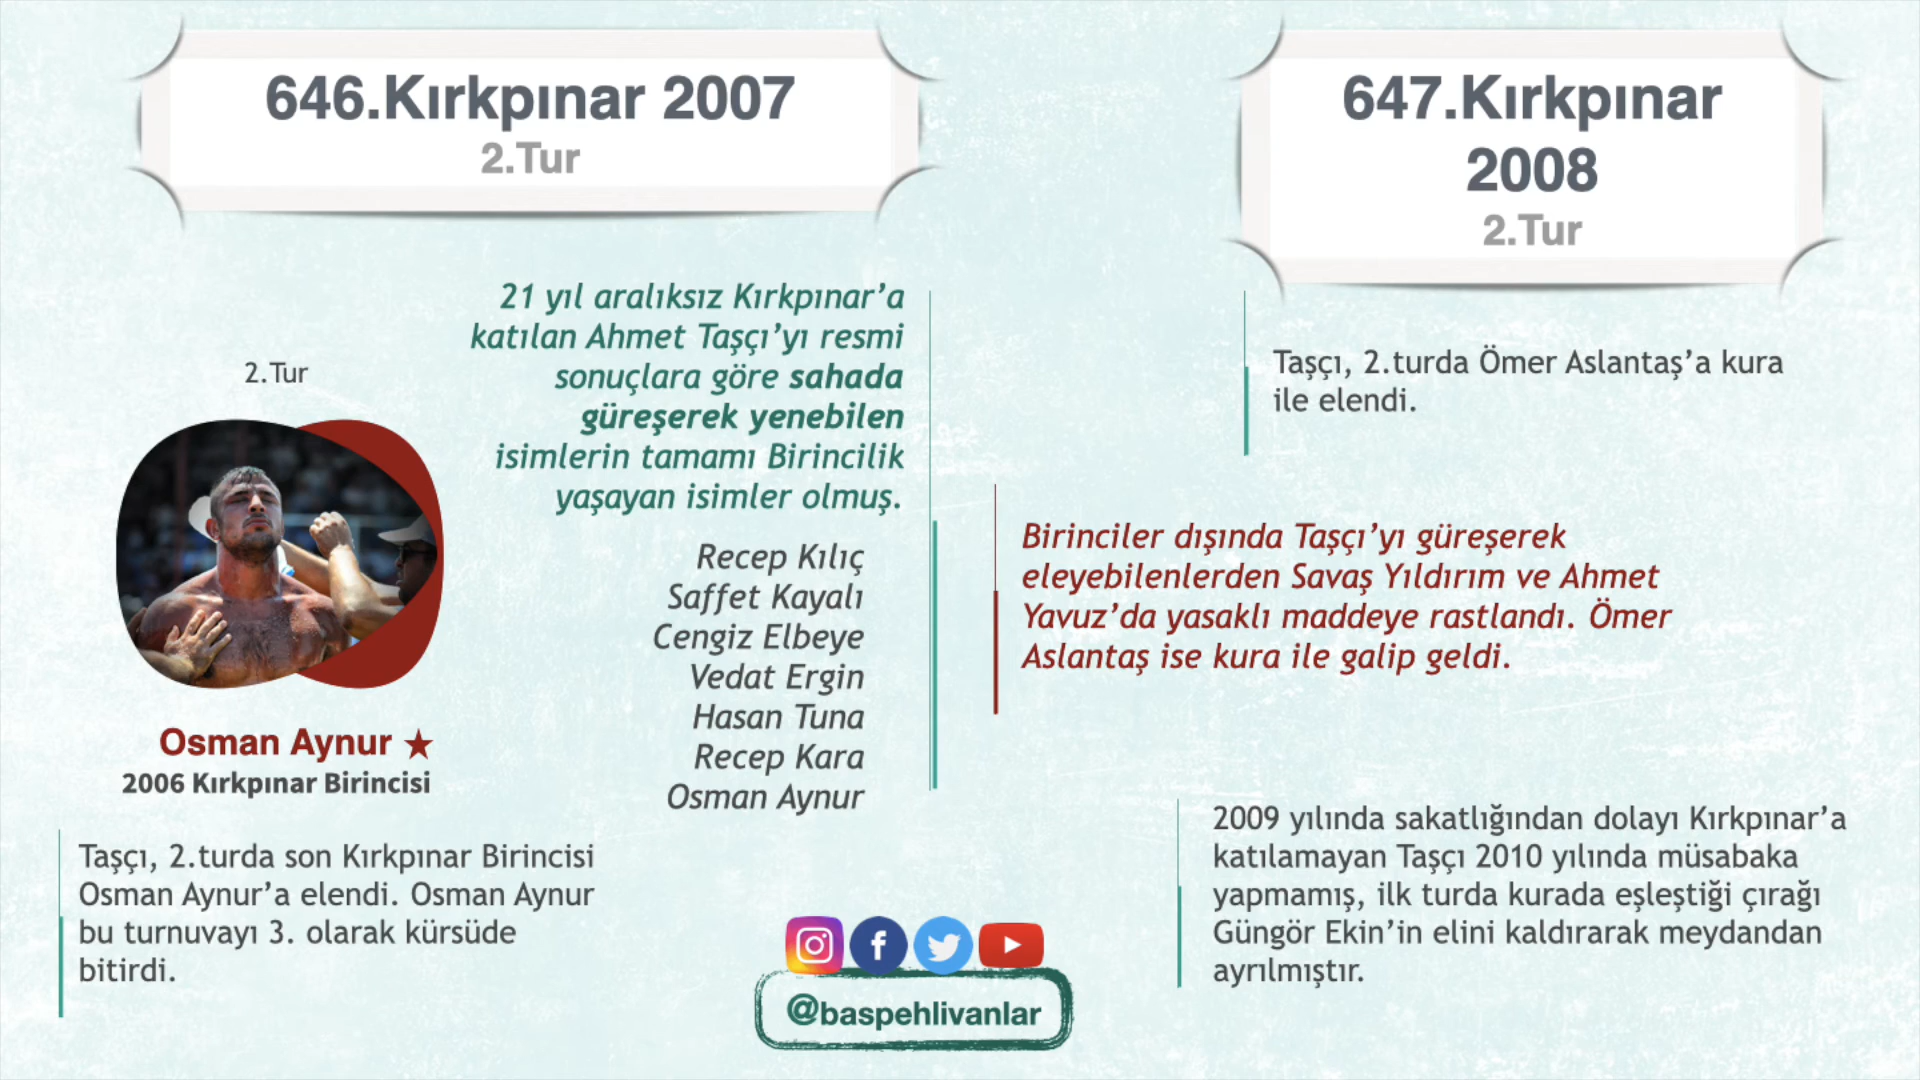 646.Kırkpınar 2007
2.Tur
2.Tur
Osman Aynur
2006 Kırkpınar Birincisi
Taşçı, 2.turda son Kırkpınar Birincisi
Osman Aynur’a elendi. Osman Aynur
bu turnuvayı 3. olarak kürsüde
bitirdi.
21 yıl aralıksız Kırkpınar’a
katılan Ahmet Taşçı’yı resmi
sonuçlara göre sahada
güreşerek yenebilen
isimlerin tamamı Birincilik
yaşayan isimler olmuş.
Recep Kılıç
Saffet Kayalı
Cengiz Elbeye
Vedat Ergin
Hasan Tuna
Recep Kara
Osman Aynur
647.Kırkpınar
2008
2.Tur
Taşçı, 2.turda Ömer Aslantaş’a kura
ile elendi.
Birinciler dışında Taşçı’yı güreşerek
eleyebilenlerden Savaş Yıldırım ve Ahmet
Yavuz’da yasaklı maddeye rastlandı. Ömer
Aslantaş ise kura ile galip geldi.
2009 yılında sakatlığından dolayı Kırkpınar’a
katılamayan Taşçı 2010 yılında müsabaka
yapmamış, ilk turda kurada eşleştiği çırağı
Güngör Ekin’in elini kaldırarak meydandan
ayrılmıştır.
@baspehlivanlar